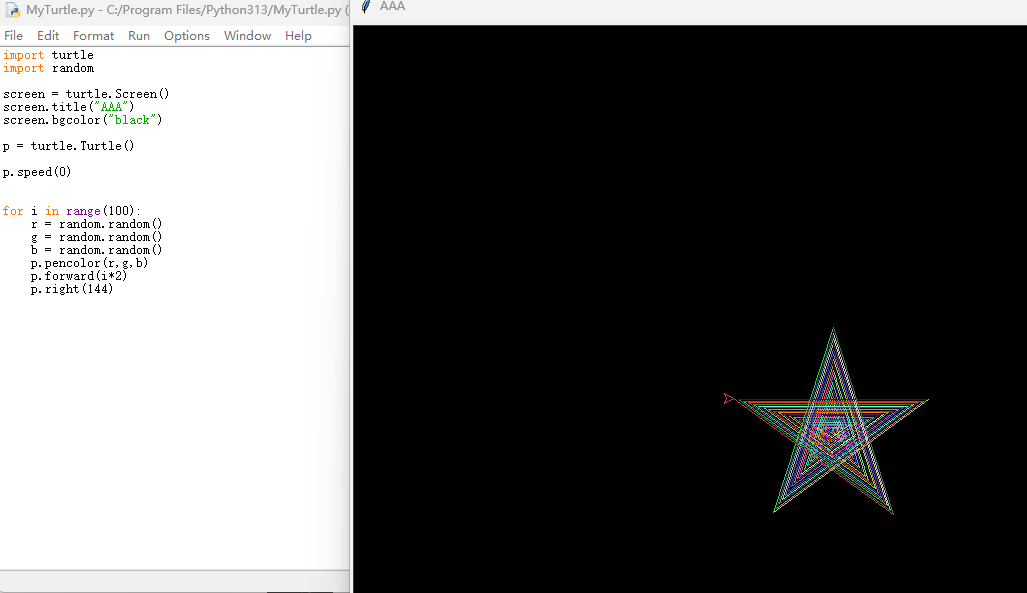 MyTurtle.py - C:/Program Files/Python313/MyTurtle.py (
AAA
File Edit Format Run Options Window Help
import turtle
import random
screen = turtle.Screen()
screen.title("AAA")
screen.bgcolor("black")
p = turtle.Turtle()
p.speed(0)
for i in range(100):
    r = random.random()
    g = random.random()
    b = random.random()
    p.pencolor(r,g,b)
    p.forward(i*2)
    p.right(144)